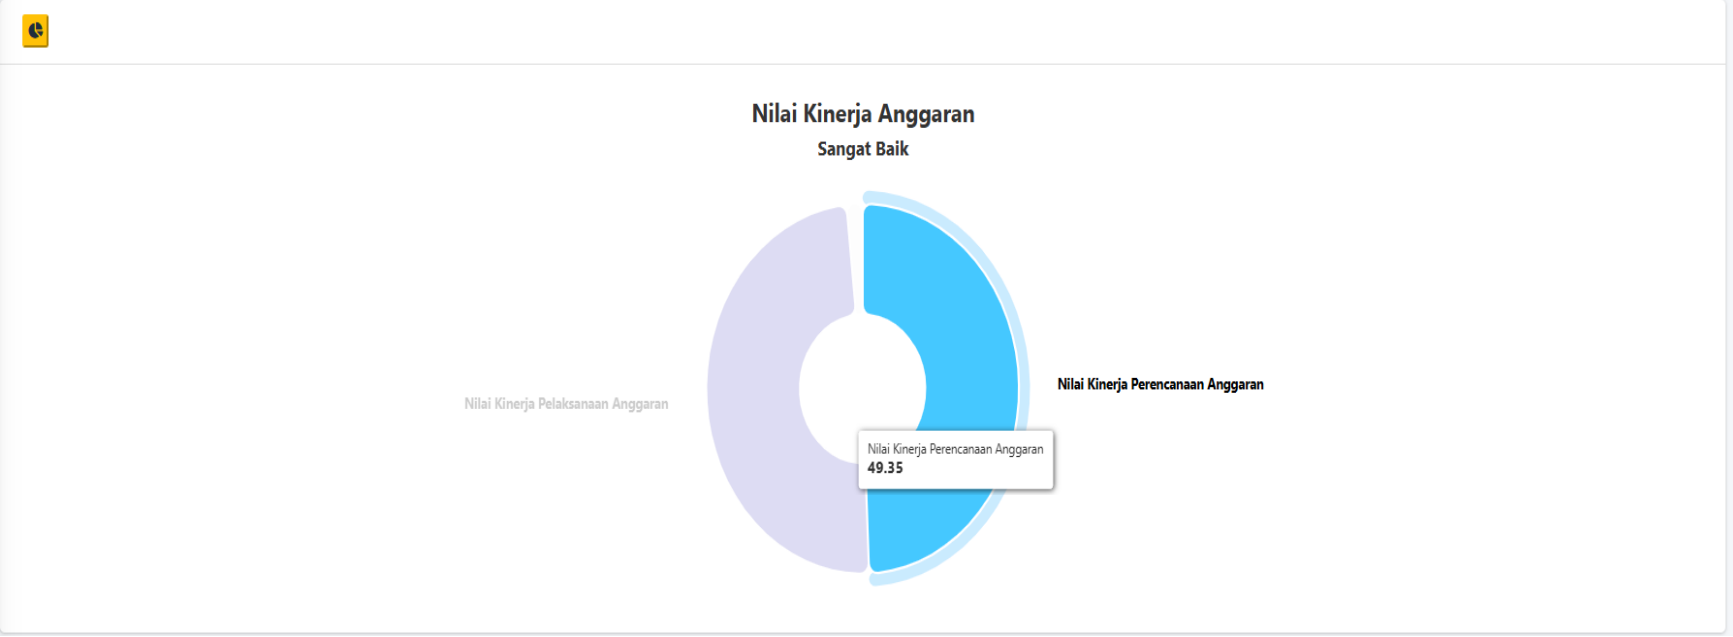 Nilai Kinerja Anggaran
Sangat Baik
Nilai Kinerja Perencanaan Anggaran
Nilai Kinerja Pelaksanaan Anggaran
Nilai Kinerja Perencanaan Anggaran
49.35